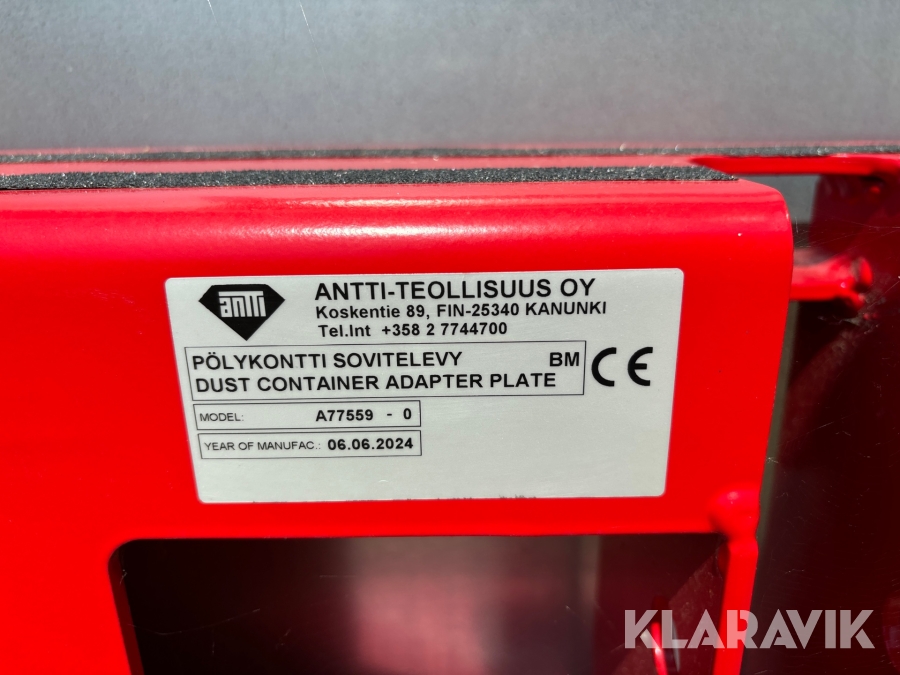 antti
ANTTI-TEOLLISUUS OY
Koskentie 89, FIN-25340 KANUNKI
Tel.Int +358 2 7744700
PÖLYKONTTI SOVITELEVY BM
DUST CONTAINER ADAPTER PLATE
CE
MODEL: A77559 - 0
YEAR OF MANUFAC.: 06.06.2024
KLARAVIK